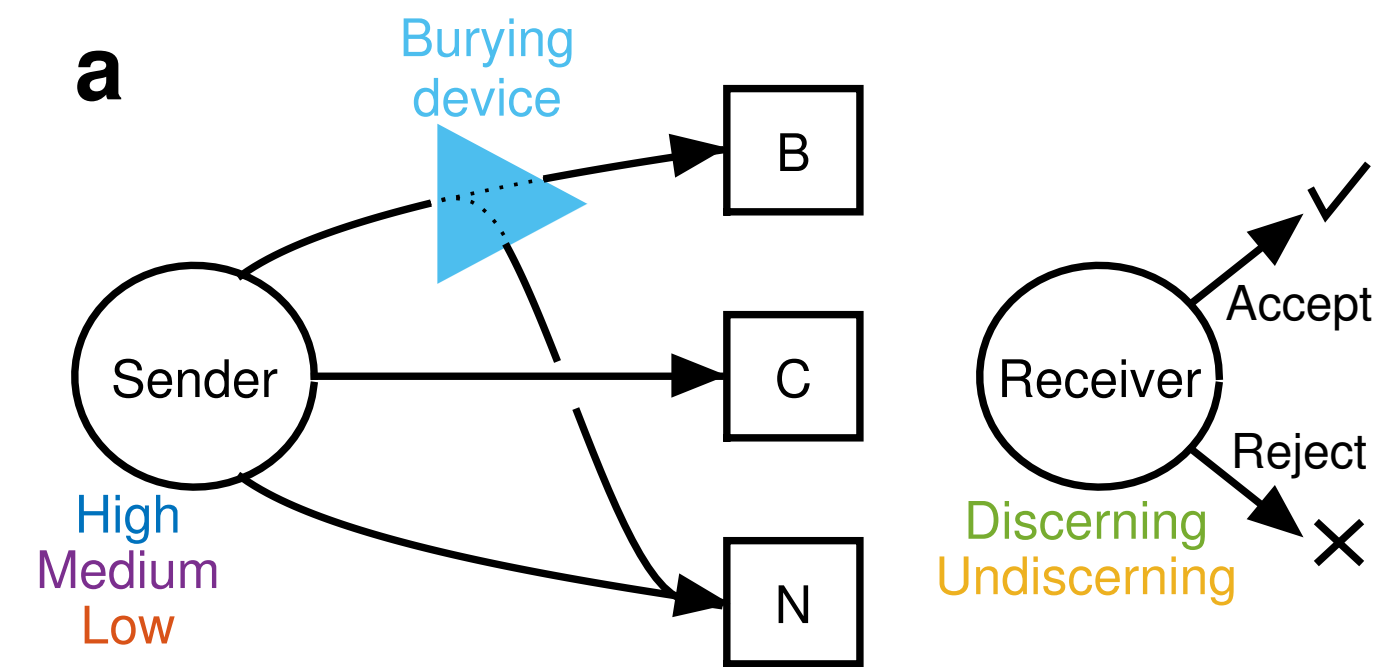 a
Burying
device
B
Sender
C
Receiver
Accept
Reject
High
Medium
Low
N
Discerning
Undiscerning